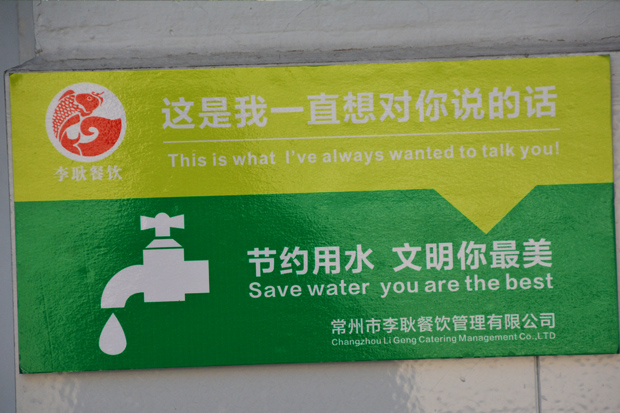 这是我一直想对你说的话
This is what I've always wanted to talk you!
李耿餐饮
节约用水 文明你最美
Save water you are the best
常州市李耿餐饮管理有限公司
Changzhou Li Geng Catering Management Co.,LTD